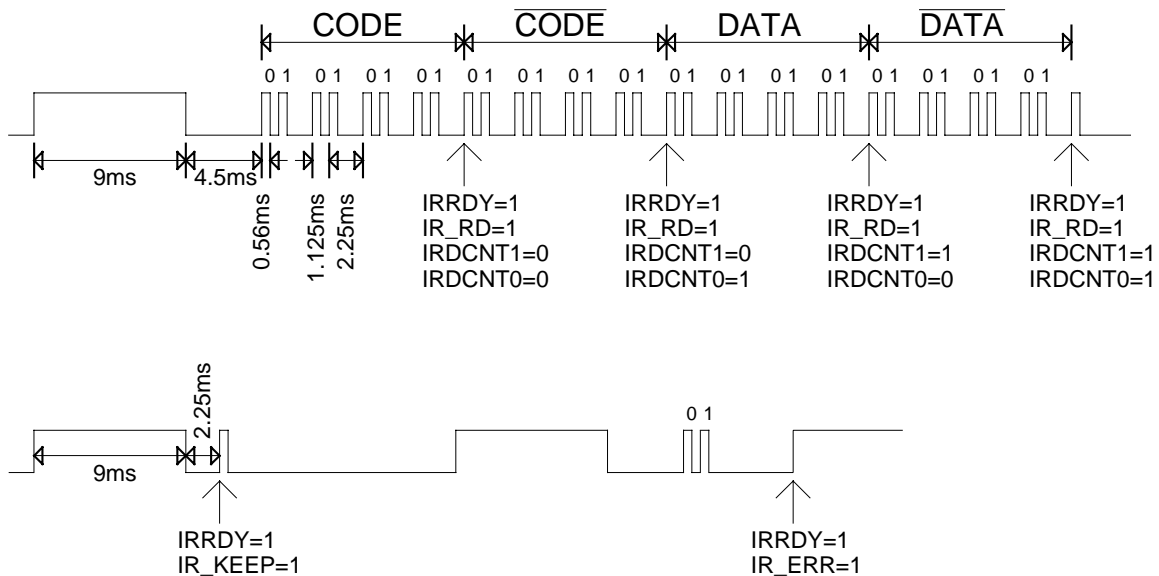 CODE C̅O̅D̅E̅ DATA D̅A̅T̅A̅
0 1 0 1 0 1 0 1 0 1 0 1 0 1 0 1 0 1 0 1 0 1 0 1 0 1 0 1 0 1 0 1
9ms 4.5ms
0.56ms
1.125ms
2.25ms
IRRDY=1
IR_RD=1
IRDCNT1=0
IRDCNT0=0
IRRDY=1
IR_RD=1
IRDCNT1=0
IRDCNT0=1
IRRDY=1
IR_RD=1
IRDCNT1=1
IRDCNT0=0
IRRDY=1
IR_RD=1
IRDCNT1=1
IRDCNT0=1
2.25ms
0 1
9ms
IRRDY=1
IR_KEEP=1
IRRDY=1
IR_ERR=1